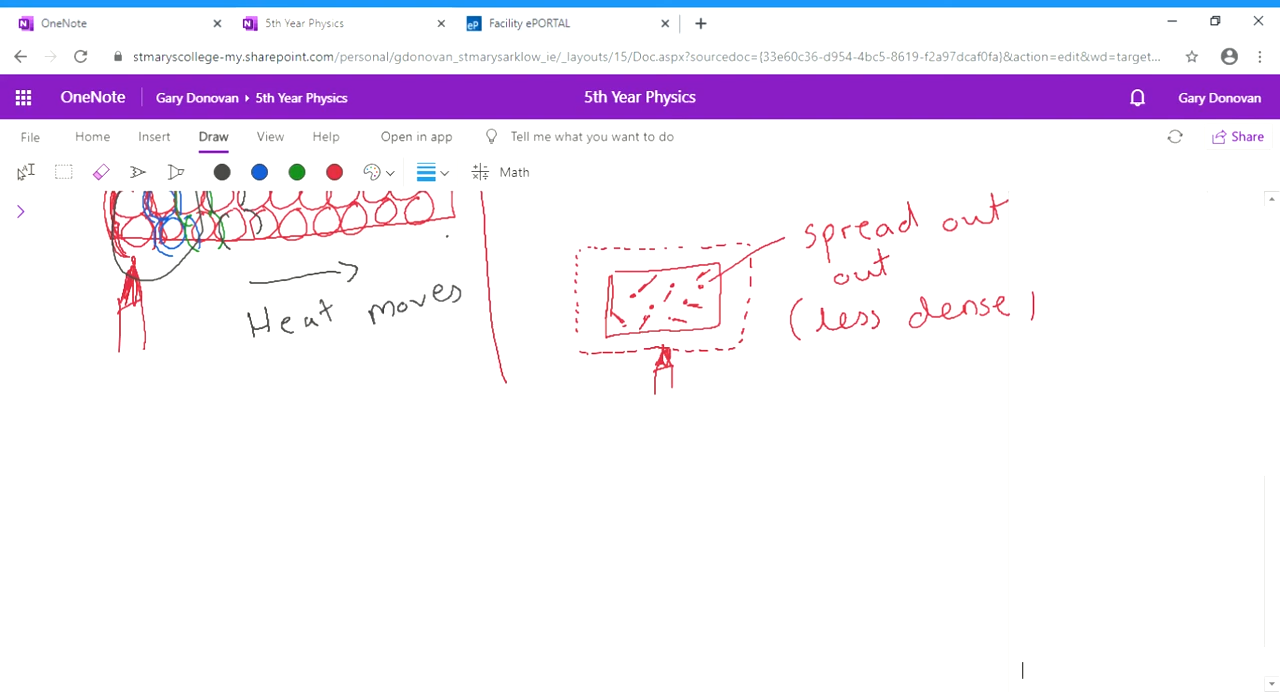 OneNote
5th Year Physics
Facility ePORTAL
stmaryscollege-my.sharepoint.com/personal/gdonovan_stmarysarklow_ie/_layouts/15/Doc.aspx?sourcedoc={33e60c36-d954-4bc5-8619-f2a97dcaf0fa}&action=edit&wd=target...
OneNote
Gary Donovan › 5th Year Physics
5th Year Physics
Gary Donovan
File Home Insert Draw View Help Open in app Tell me what you want to do Share
Math
spread out
out
(less dense)
Heat moves